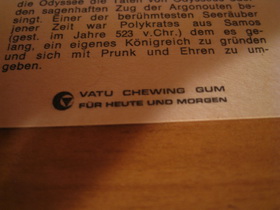 die Odyssee die Taten von
den sagenhaften Zug der Argonauten be-
singt. Einer der berühmtesten Seeräuber
jener Zeit war Polykrates aus Samos
(gest. im Jahre 523 v.Chr.) dem es ge-
lang, ein eigenes Königreich zu gründen
und sich mit Prunk und Ehren zu um-
geben.
VATU CHEWING GUM
FÜR HEUTE UND MORGEN